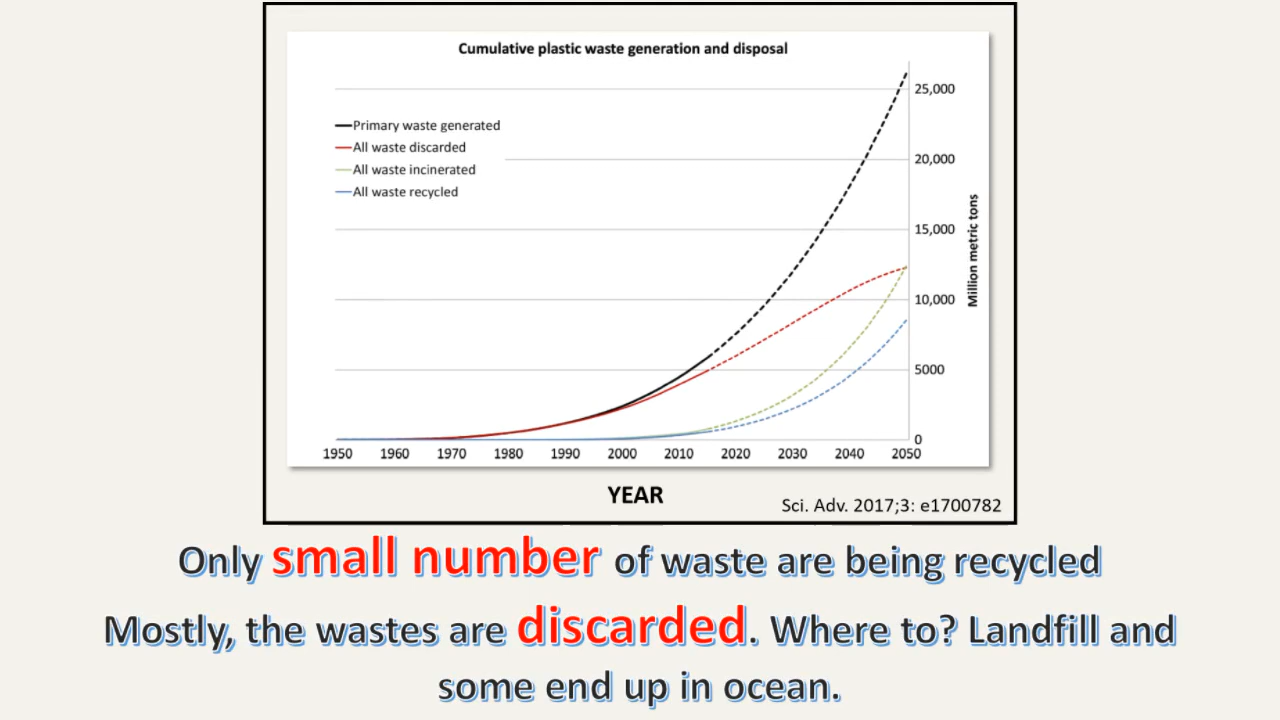 Cumulative plastic waste generation and disposal
25,000
Primary waste generated
All waste discarded
20,000
All waste incinerated
All waste recycled
15,000
Million metric tons
10,000
5000
0
1950 1960 1970 1980 1990 2000 2010 2020 2030 2040 2050
YEAR
Sci. Adv. 2017;3: e1700782
Only small number of waste are being recycled
Mostly, the wastes are discarded. Where to? Landfill and
some end up in ocean.